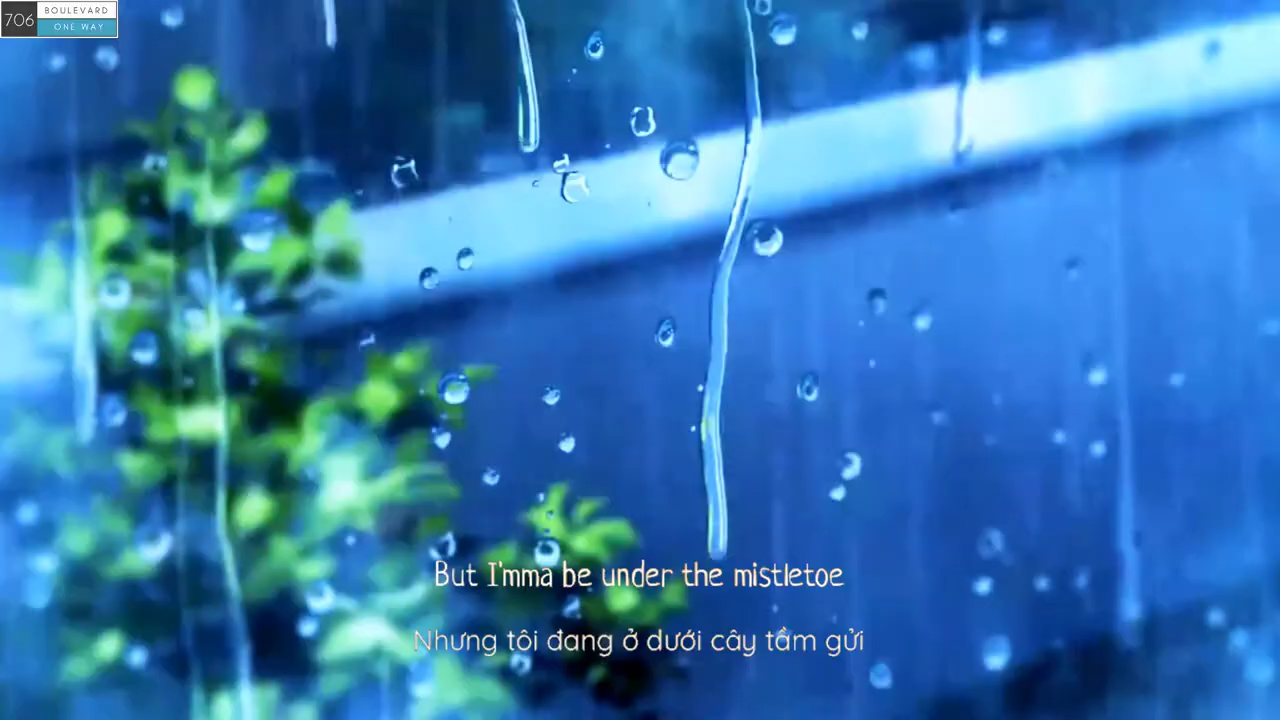 706
BOULEVARD
ONE WAY
But I'mma be under the mistletoe
Nhưng tôi đang ở dưới cây tầm gửi